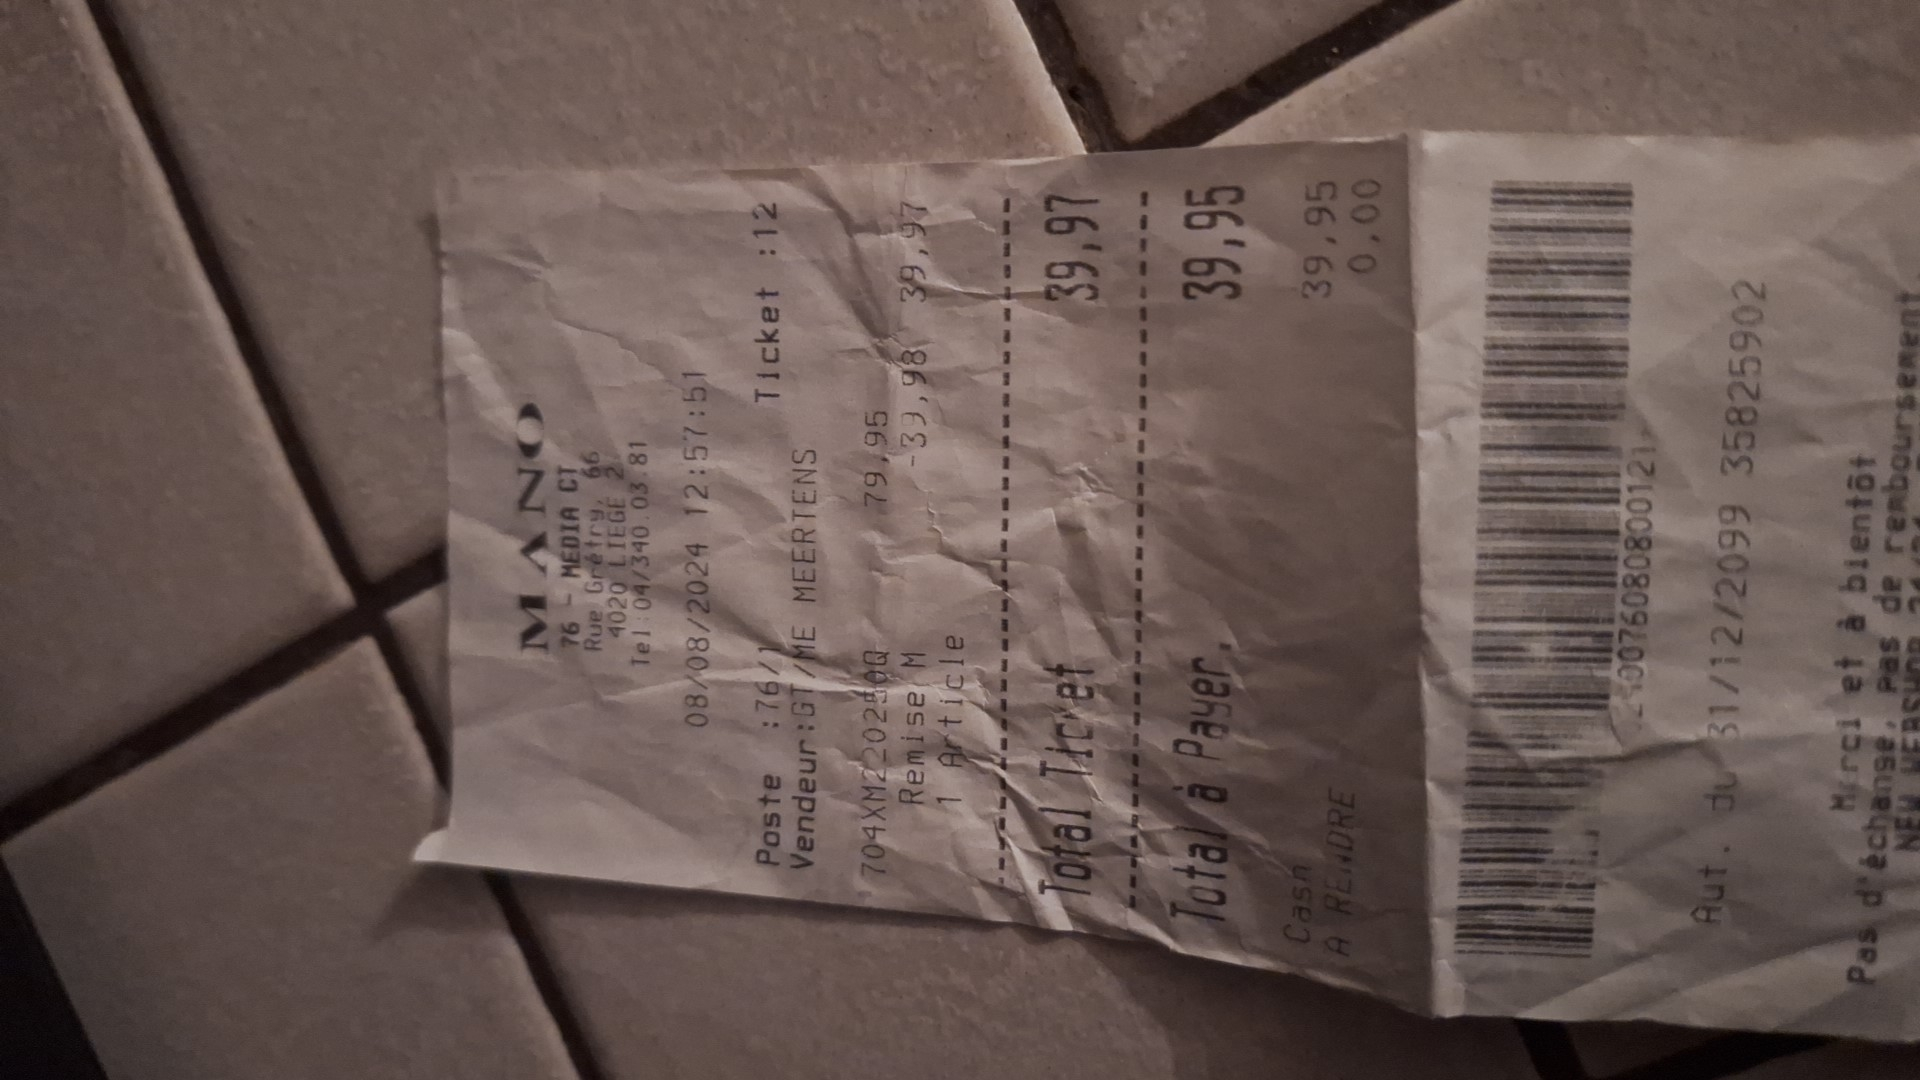 MANO
76 - MEDIA CT
Rue Grétry, 66
4020 LIEGE 2
Tel:04/340.03.81
08/08/2024 12:57:51
Poste :76/1 Ticket :12
Vendeur:GT/ME MEERTENS
79,95
Remise M -39,98 39,97
1 Article
Total Ticket 39,97
Total à Payer. 39,95
Cash 39,95
A RENDRE 0,00
Aut. du 31/12/2099 35825902
Merci et à bientôt
Pas d'échange, pas de remboursement
NEW WEBSHOP